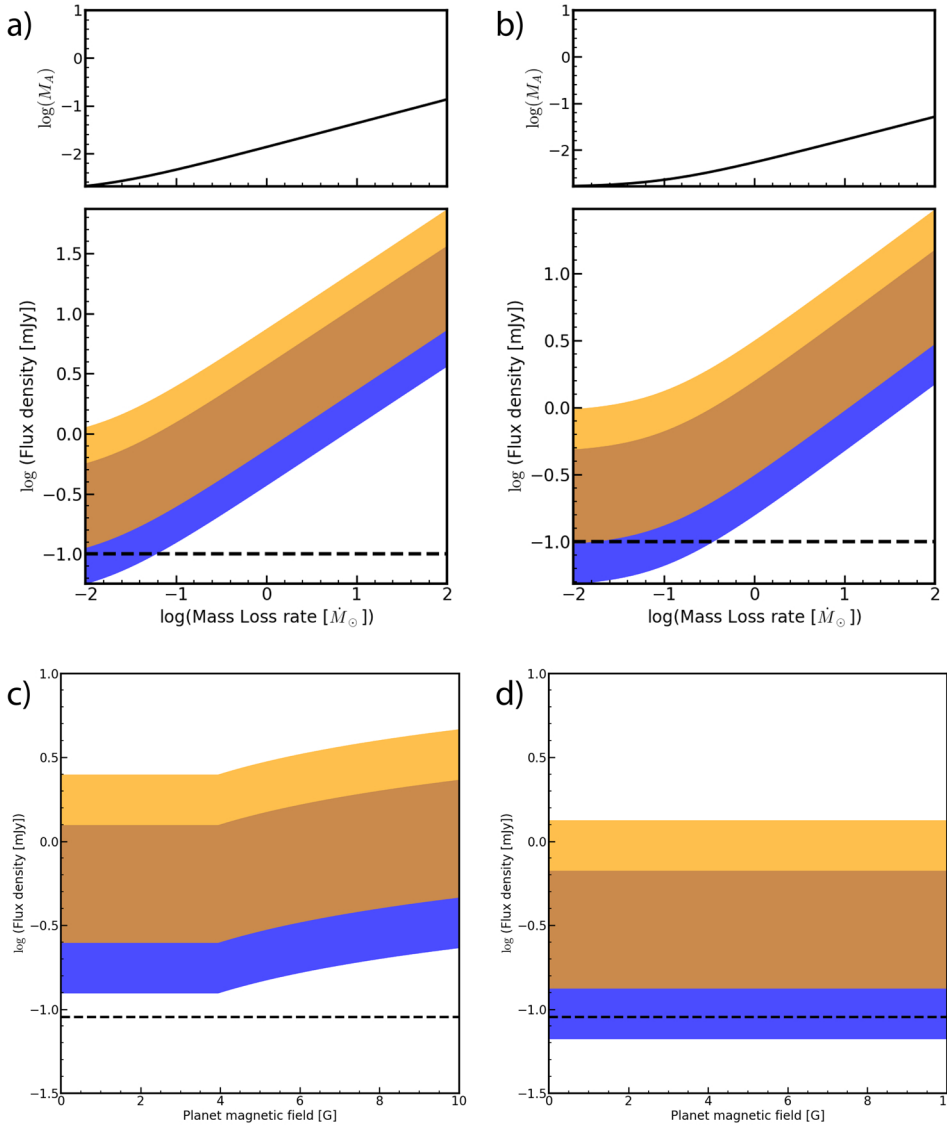 a)
1
0
−1
−2
log(M_A)
1.5
1.0
0.5
0.0
−0.5
−1.0
log (Flux density [mJy])
−2 −1 0 1 2
log(Mass Loss rate [Ṁ☉])
b)
1
0
−1
−2
log(M_A)
1.0
0.5
0.0
−0.5
−1.0
log (Flux density [mJy])
−2 −1 0 1 2
log(Mass Loss rate [Ṁ☉])
c)
1.0
0.5
0.0
−0.5
−1.0
−1.5
log (Flux density [mJy])
0 2 4 6 8 10
Planet magnetic field [G]
d)
1.0
0.5
0.0
−0.5
−1.0
−1.5
log (Flux density [mJy])
0 2 4 6 8
Planet magnetic field [G]